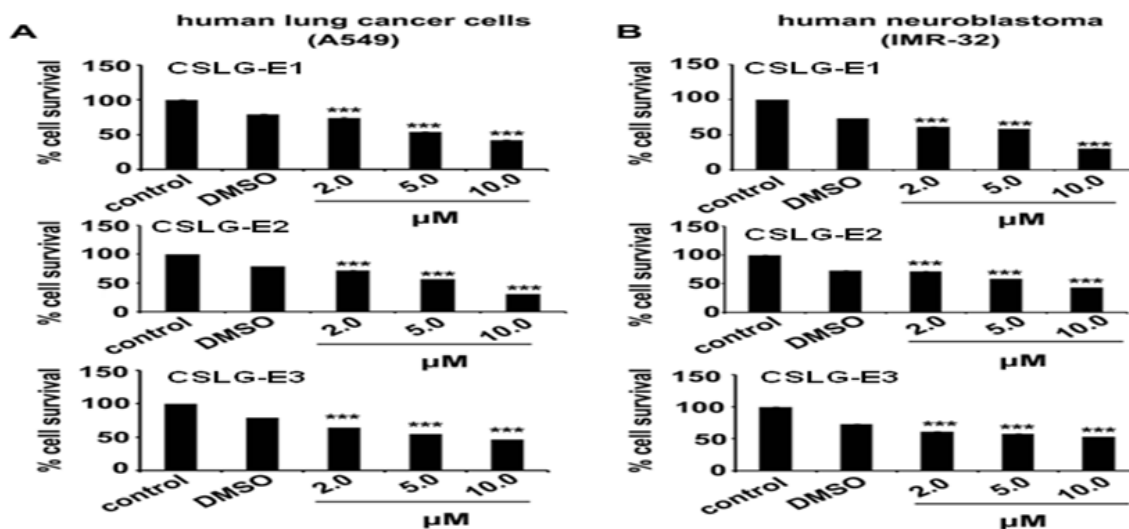 A
human lung cancer cells
(A549)
CSLG-E1
% cell survival
150
100
50
0
*** *** ***
control DMSO 2.0 5.0 10.0
µM
CSLG-E2
% cell survival
150
100
50
0
*** *** ***
control DMSO 2.0 5.0 10.0
µM
CSLG-E3
% cell survival
150
100
50
0
*** *** ***
control DMSO 2.0 5.0 10.0
µM
B
human neuroblastoma
(IMR-32)
CSLG-E1
% cell survival
150
100
50
0
*** *** ***
control DMSO 2.0 5.0 10.0
µM
CSLG-E2
% cell survival
150
100
50
0
*** *** ***
control DMSO 2.0 5.0 10.0
µM
CSLG-E3
% cell survival
150
100
50
0
*** *** ***
control DMSO 2.0 5.0 10.0
µM